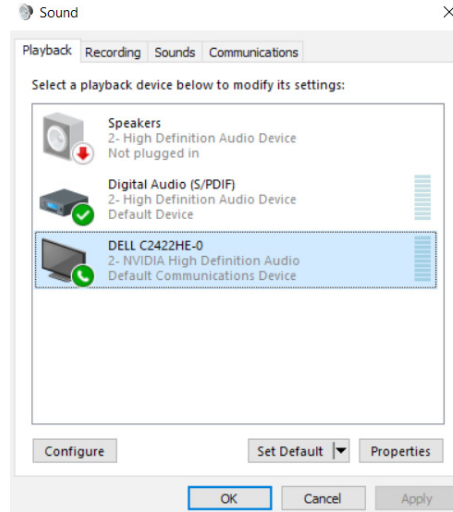 Sound
Playback Recording Sounds Communications
Select a playback device below to modify its settings:
Speakers
2- High Definition Audio Device
Not plugged in
Digital Audio (S/PDIF)
2- High Definition Audio Device
Default Device
DELL C2422HE-0
2- NVIDIA High Definition Audio
Default Communications Device
Configure Set Default Properties
OK Cancel Apply